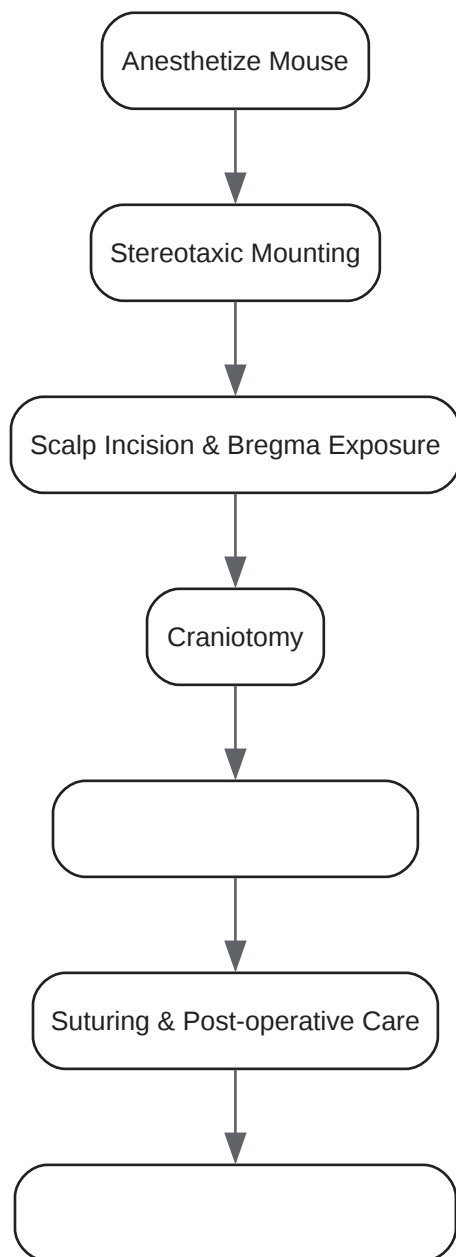 Anesthetize Mouse
Stereotaxic Mounting
Scalp Incision & Bregma Exposure
Craniotomy
Suturing & Post-operative Care